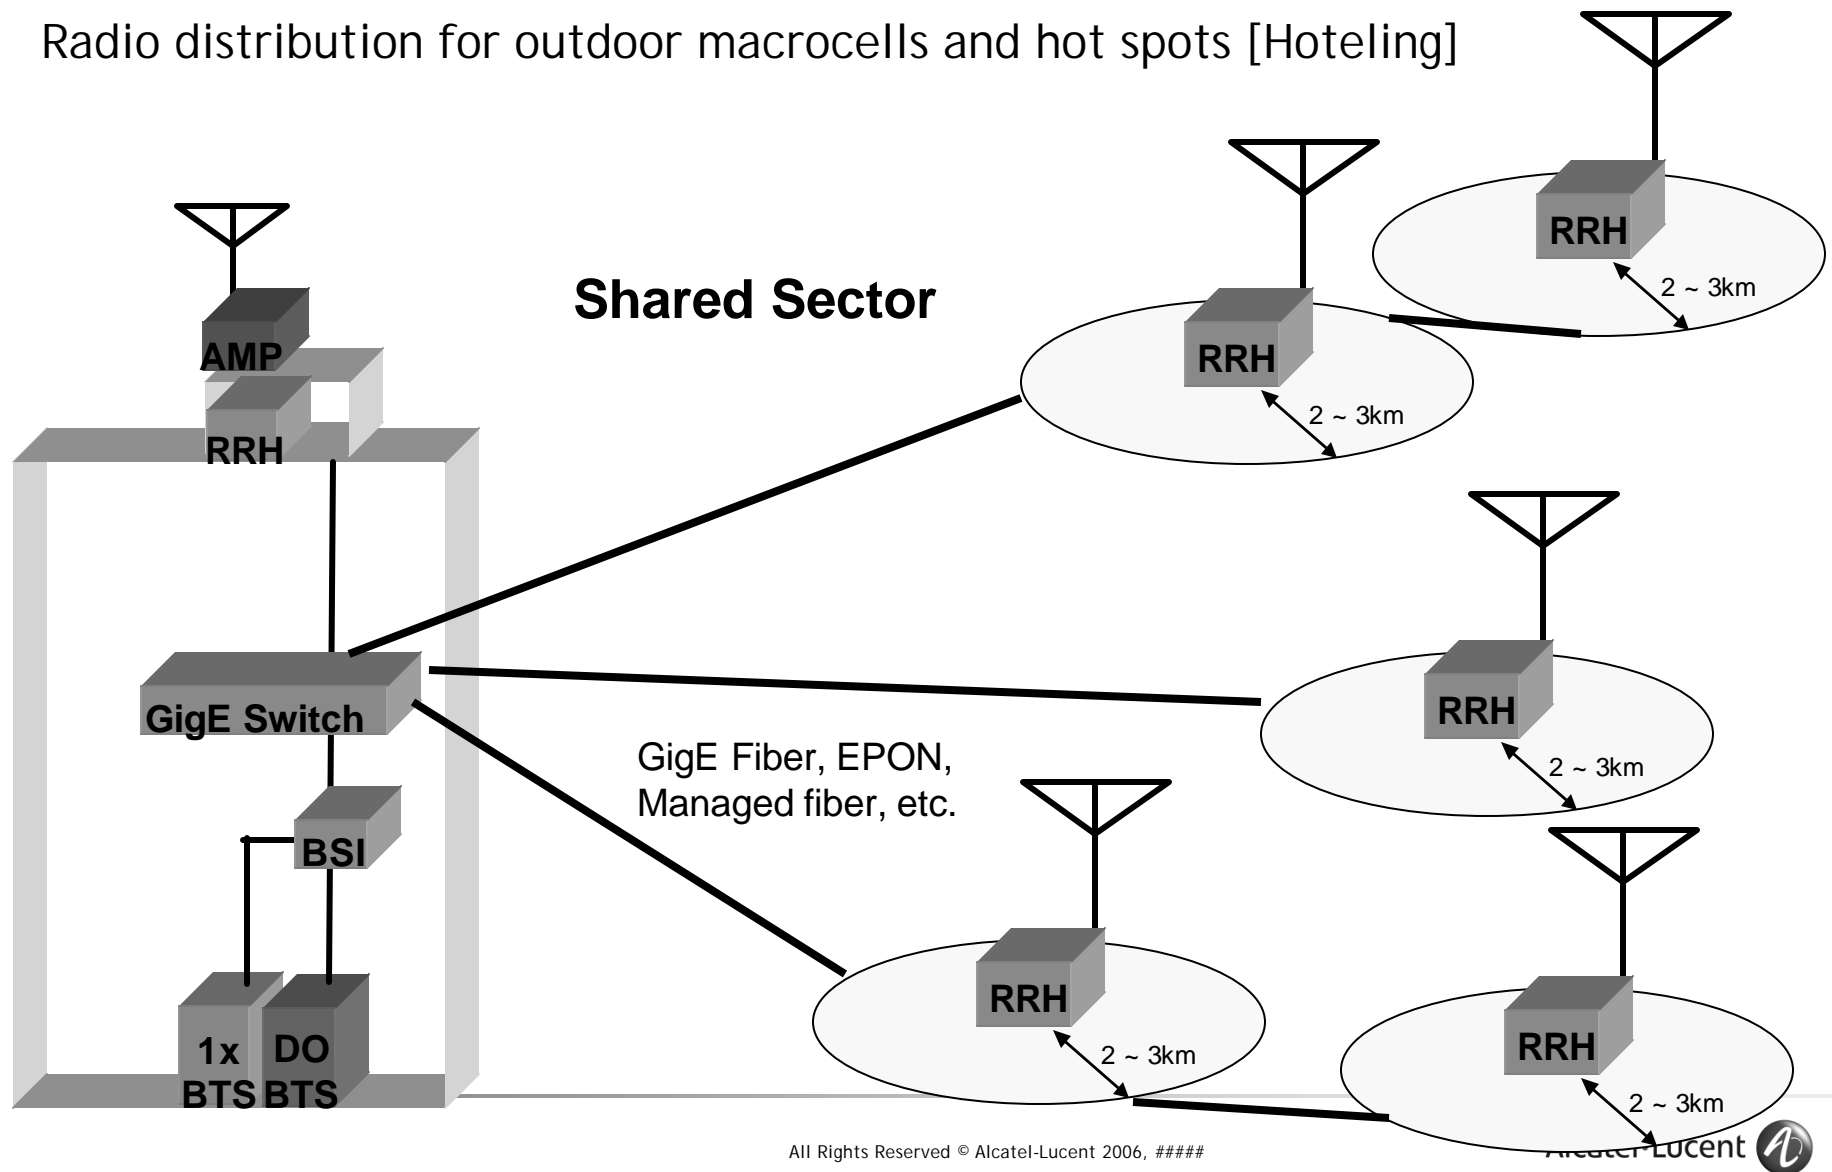 Radio distribution for outdoor macrocells and hot spots [Hoteling]
RRH
2 ~ 3km
Shared Sector
RRH
2 ~ 3km
AMP
RRH
GigE Switch
RRH
2 ~ 3km
GigE Fiber, EPON,
Managed fiber, etc.
BSI
RRH
2 ~ 3km
RRH
2 ~ 3km
1x
BTS
DO
BTS
All Rights Reserved © Alcatel-Lucent 2006, #####
Alcatel-Lucent